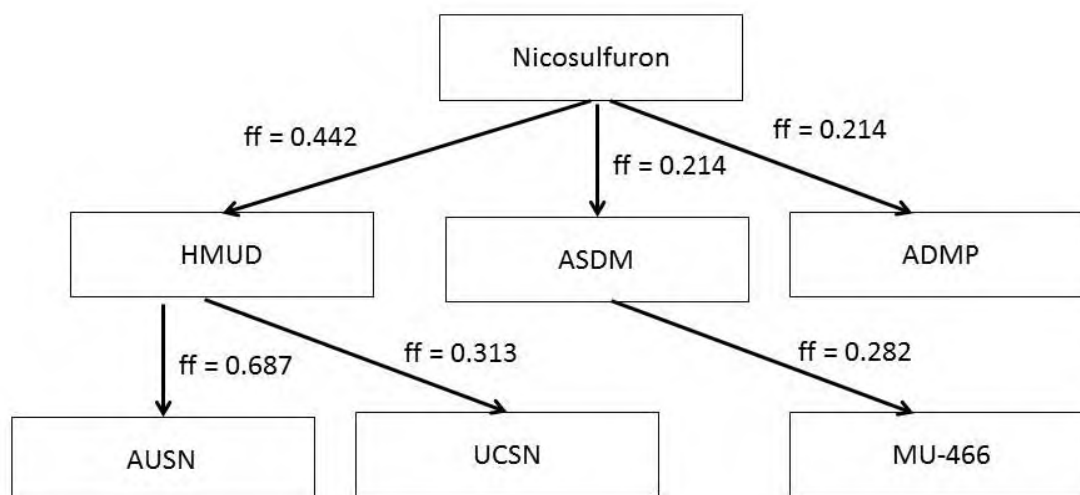 Nicosulfuron
ff = 0.442
ff = 0.214
ff = 0.214
HMUD
ASDM
ADMP
ff = 0.687
ff = 0.313
ff = 0.282
AUSN
UCSN
MU-466